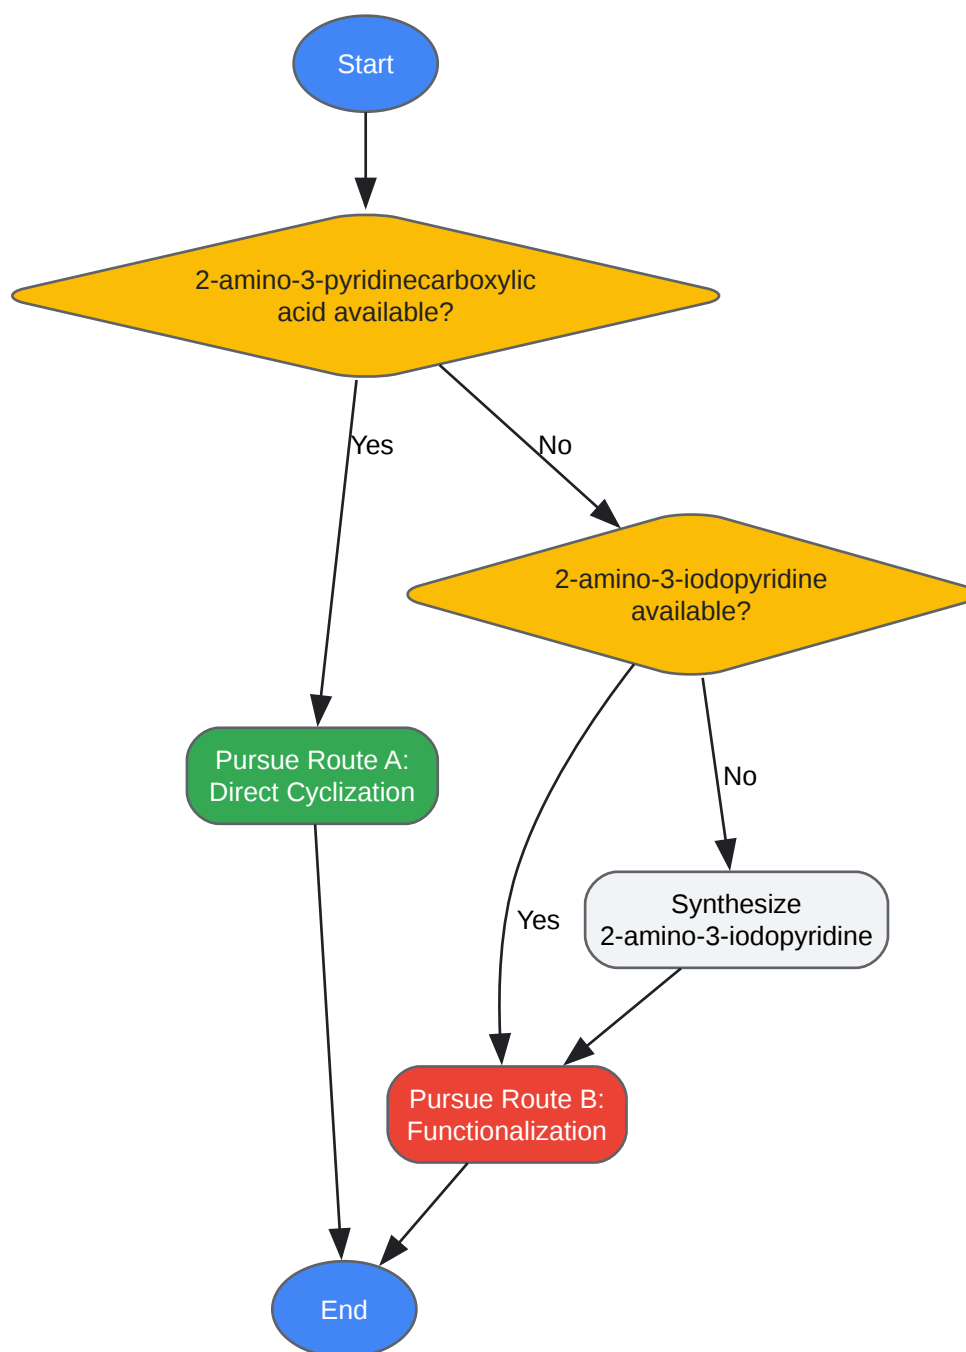 Start
2-amino-3-pyridinecarboxylic
acid available?
Yes
No
2-amino-3-iodopyridine
available?
Pursue Route A:
Direct Cyclization
No
Yes
Synthesize
2-amino-3-iodopyridine
Pursue Route B:
Functionalization
End